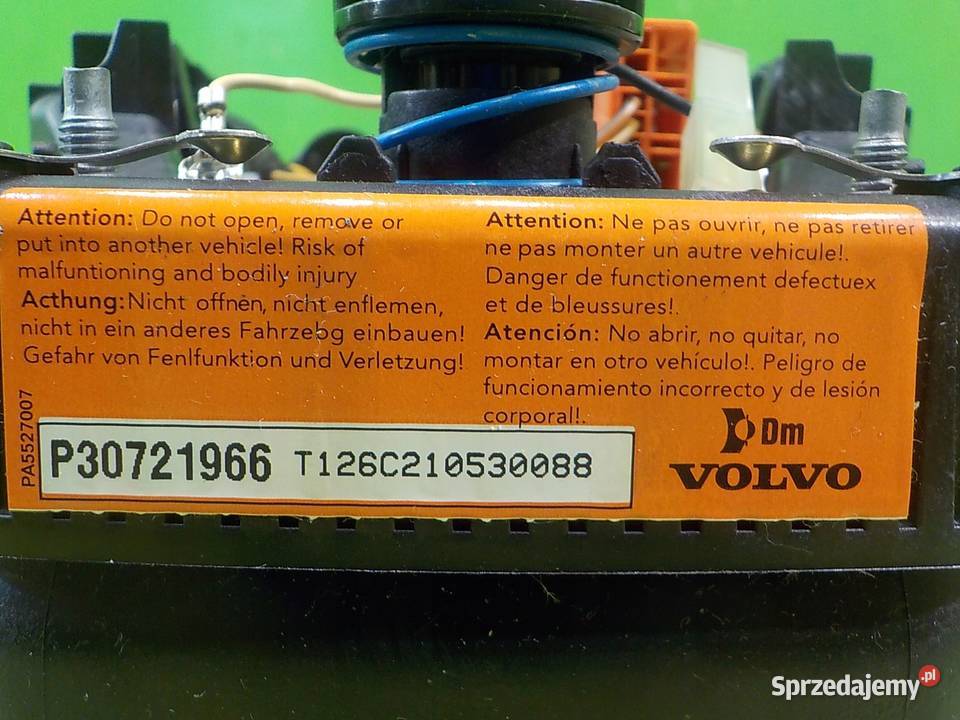 Attention: Do not open, remove or
put into another vehicle! Risk of
malfuntioning and bodily injury
Acthung: Nicht offnen, nicht enflemen,
nicht in ein anderes Fahrzebg einbauen!
Gefahr von Fenlfunktion und Verletzung!
Attention: Ne pas ouvrir, ne pas retirer
ne pas monter un autre vehicule!.
Danger de functionement defectuex
et de bleussures!.
Atención: No abrir, no quitar, no
montar en otro vehículo!. Peligro de
funcionamiento incorrecto y de lesión
corporal!.
PA5527007
P30721966 T126C210530088
Dm
VOLVO
Sprzedajemy.pl